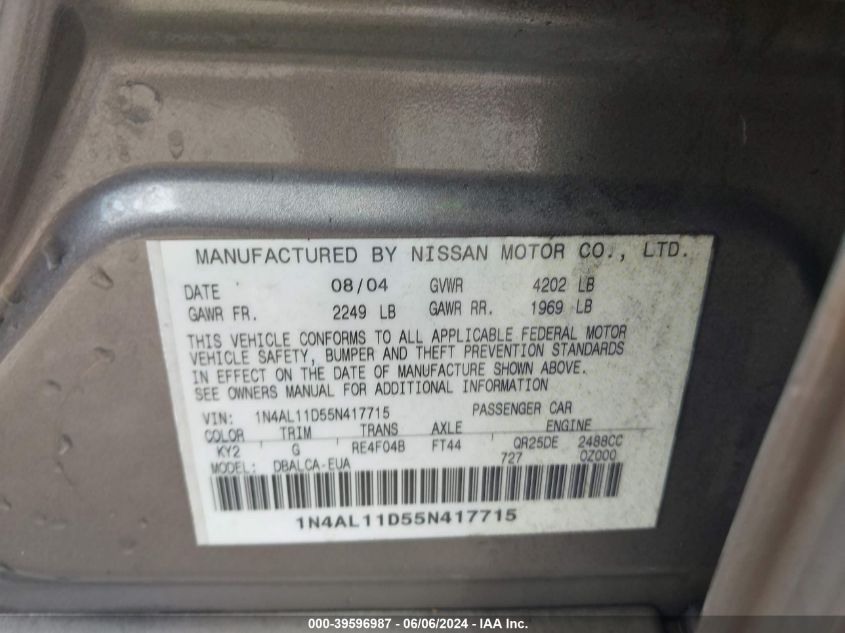 MANUFACTURED BY NISSAN MOTOR CO., LTD.
DATE 08/04 GVWR 4202 LB
GAWR FR. 2249 LB GAWR RR. 1969 LB
THIS VEHICLE CONFORMS TO ALL APPLICABLE FEDERAL MOTOR
VEHICLE SAFETY, BUMPER AND THEFT PREVENTION STANDARDS
IN EFFECT ON THE DATE OF MANUFACTURE SHOWN ABOVE.
SEE OWNERS MANUAL FOR ADDITIONAL INFORMATION
VIN: 1N4AL11D55N417715 PASSENGER CAR
COLOR TRIM TRANS AXLE ENGINE
KY2 G RE4F04B FT44 QR25DE 2488CC
MODEL: DBALCA-EUA 727 0Z000
1N4AL11D55N417715
000-39596987 - 06/06/2024 - IAA Inc.